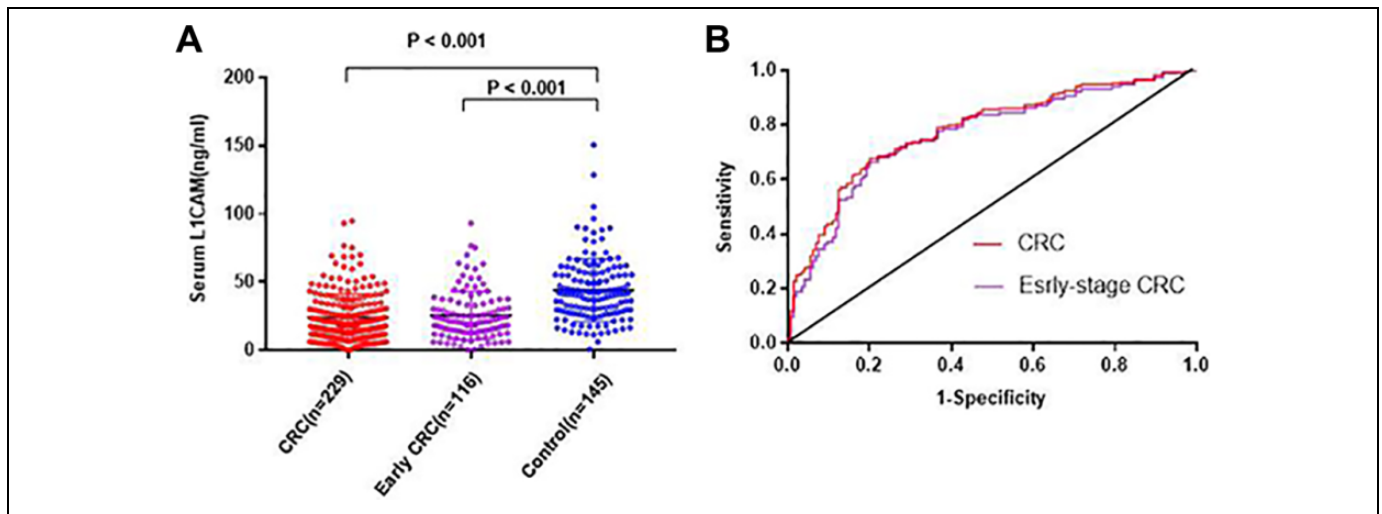 A
P < 0.001
P < 0.001
Serum L1CAM(ng/ml)
200
150
100
50
0
CRC(n=229)
Early CRC(n=116)
Control(n=145)
B
Sensitivity
1.0
0.8
0.6
0.4
0.2
0.0
CRC
Esrly-stage CRC
0.0 0.2 0.4 0.6 0.8 1.0
1-Specificity